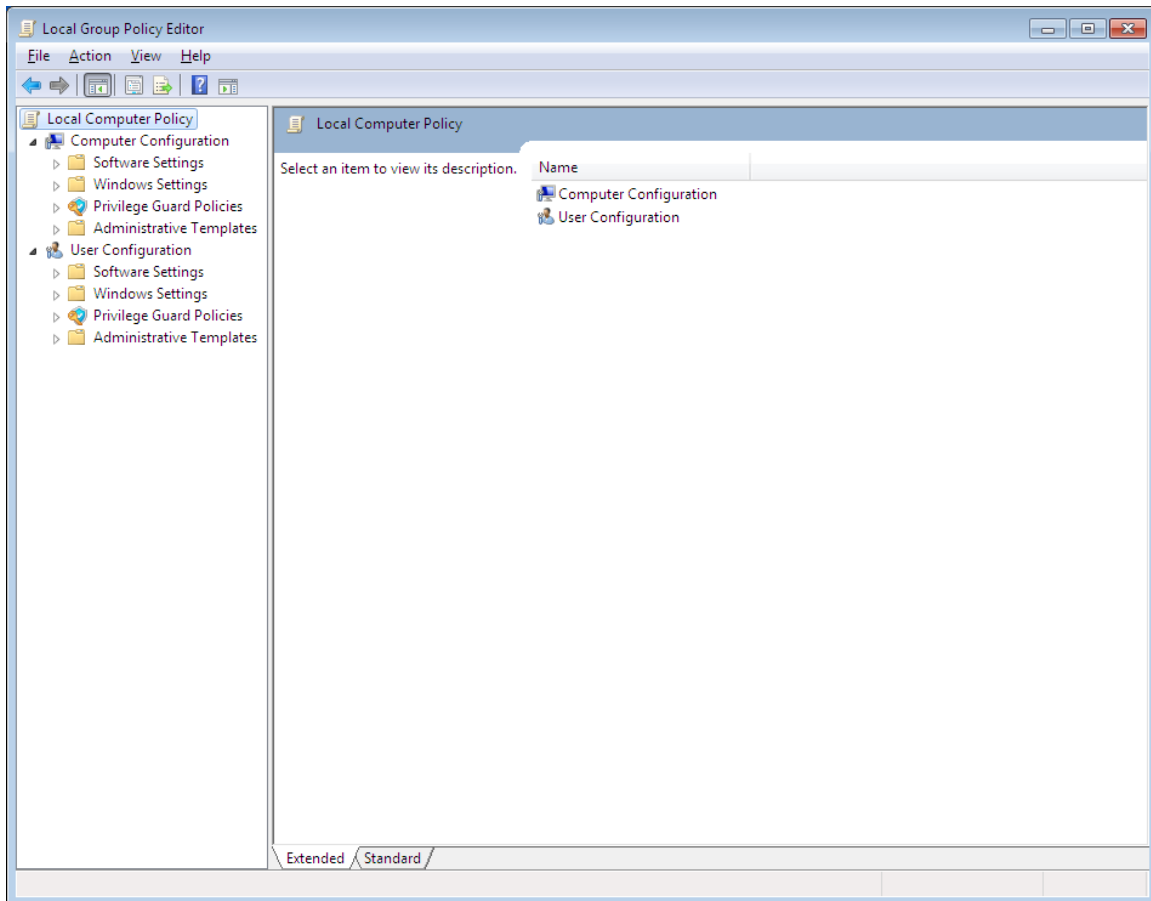 Local Group Policy Editor
File Action View Help
Local Computer Policy
Computer Configuration
Software Settings
Windows Settings
Privilege Guard Policies
Administrative Templates
User Configuration
Software Settings
Windows Settings
Privilege Guard Policies
Administrative Templates
Local Computer Policy
Select an item to view its description.
Name
Computer Configuration
User Configuration
Extended Standard